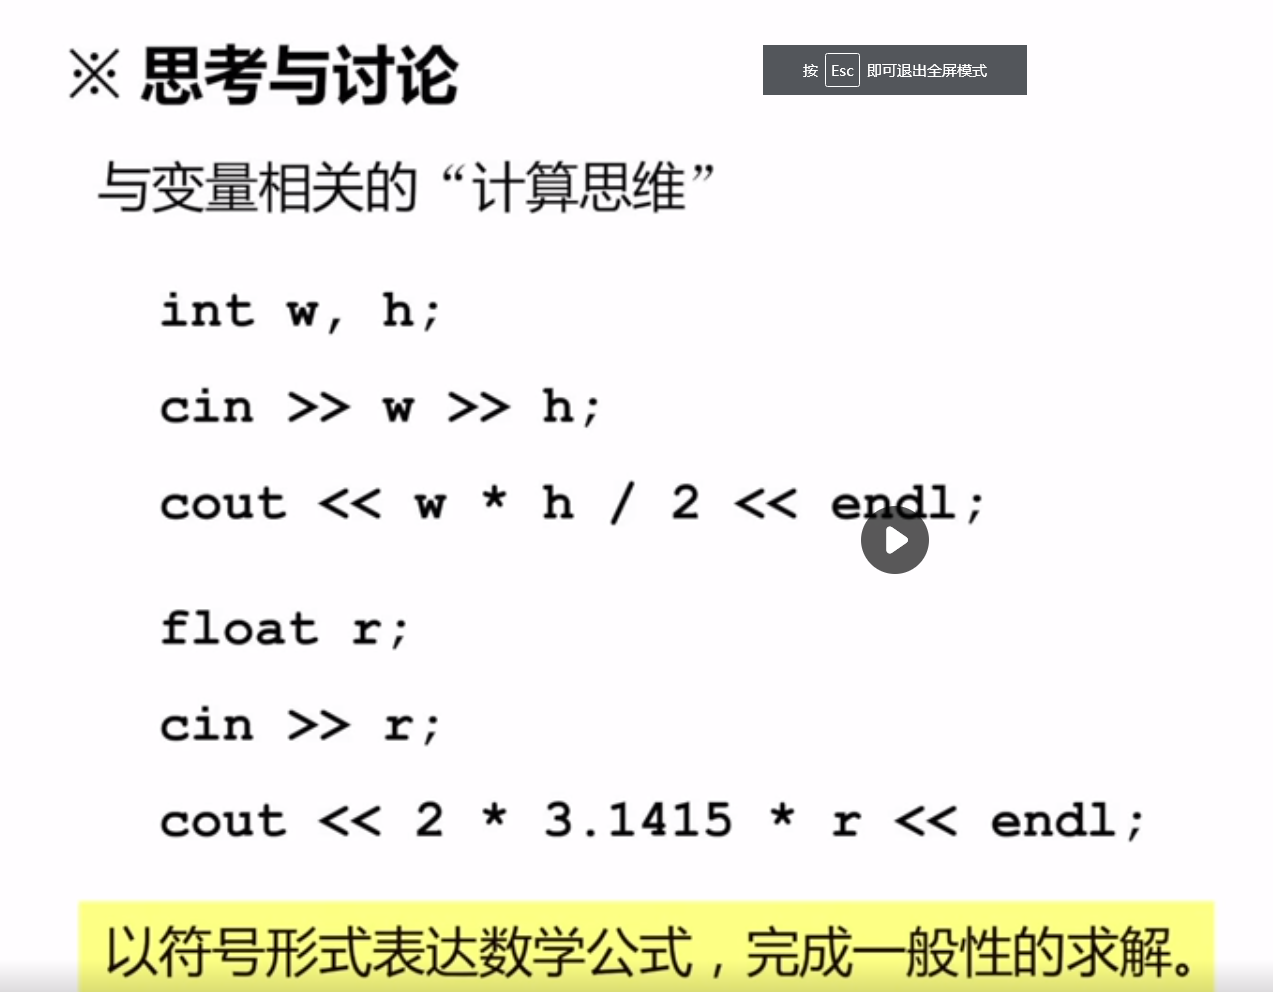 ※ 思考与讨论
按 Esc 即可退出全屏模式
与变量相关的“计算思维”
int w, h;
cin >> w >> h;
cout << w * h / 2 << endl;
float r;
cin >> r;
cout << 2 * 3.1415 * r << endl;
以符号形式表达数学公式，完成一般性的求解。